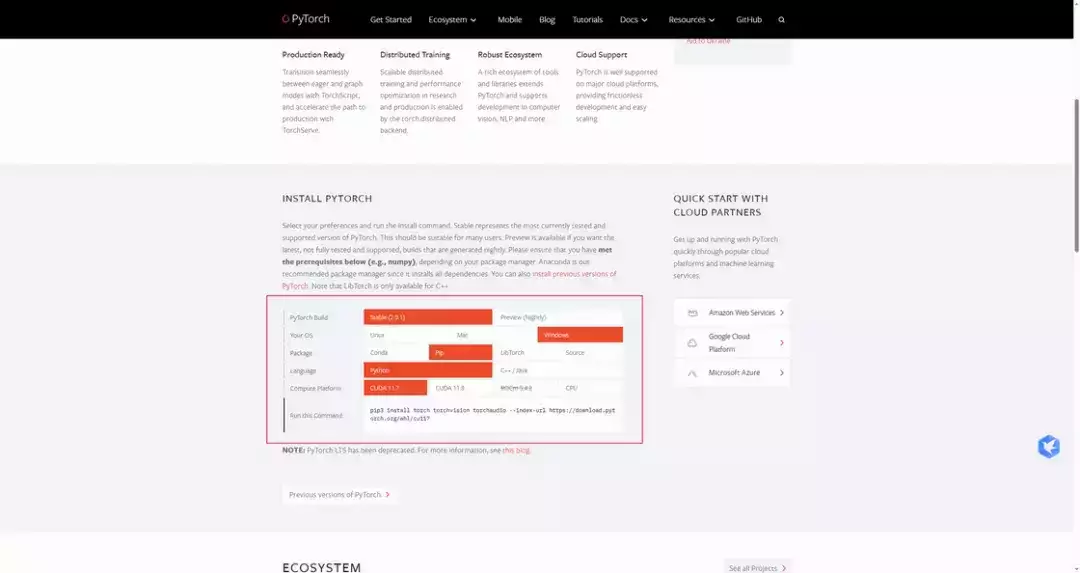 PyTorch
Get Started Ecosystem Mobile Blog Tutorials Docs Resources GitHub
Aid to Ukraine
Production Ready
Transition seamlessly
between eager and graph
modes with TorchScript,
and accelerate the path to
production with
TorchServe.
Distributed Training
Scalable distributed
training and performance
optimization in research
and production is enabled
by the torch.distributed
backend.
Robust Ecosystem
A rich ecosystem of tools
and libraries extends
PyTorch and supports
development in computer
vision, NLP and more.
Cloud Support
PyTorch is well supported
on major cloud platforms,
providing frictionless
development and easy
scaling.
INSTALL PYTORCH
Select your preferences and run the install command. Stable represents the most currently tested and
supported version of PyTorch. This should be suitable for many users. Preview is available if you want the
latest, not fully tested and supported, builds that are generated nightly. Please ensure that you have met
the prerequisites below (e.g., numpy), depending on your package manager. Anaconda is our
recommended package manager since it installs all dependencies. You can also install previous versions of
PyTorch. Note that LibTorch is only available for C++.
PyTorch Build Stable (2.0.1) Preview (Nightly)
Your OS Linux Mac Windows
Package Conda Pip LibTorch Source
Language Python C++ / Java
Compute Platform CUDA 11.7 CUDA 11.8 ROCm 5.4.2 CPU
Run this Command: pip3 install torch torchvision torchaudio --index-url https://download.pyt
orch.org/whl/cu117
NOTE: PyTorch LTS has been deprecated. For more information, see this blog.
Previous versions of PyTorch
QUICK START WITH
CLOUD PARTNERS
Get up and running with PyTorch
quickly through popular cloud
platforms and machine learning
services.
Amazon Web Services
Google Cloud
Platform
Microsoft Azure
ECOSYSTEM
See all Projects